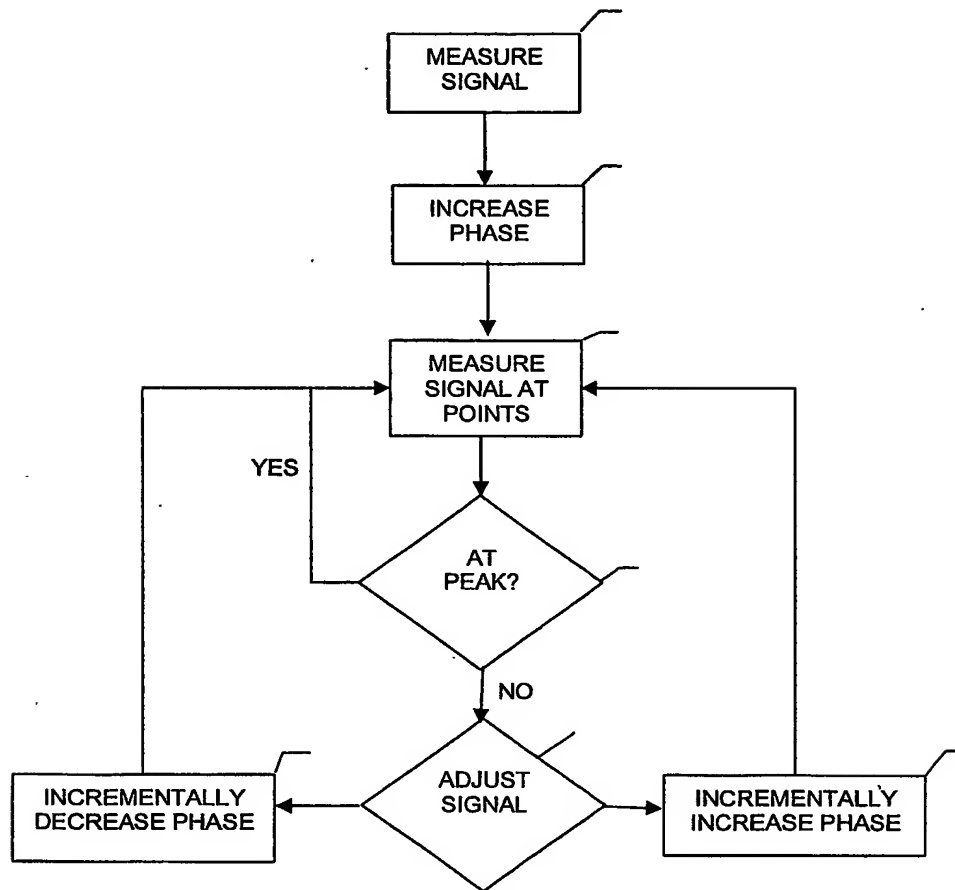 MEASURE
SIGNAL
INCREASE
PHASE
MEASURE
SIGNAL AT
POINTS
YES
AT
PEAK?
NO
ADJUST
SIGNAL
INCREMENTALLY
DECREASE PHASE
INCREMENTALLY
INCREASE PHASE